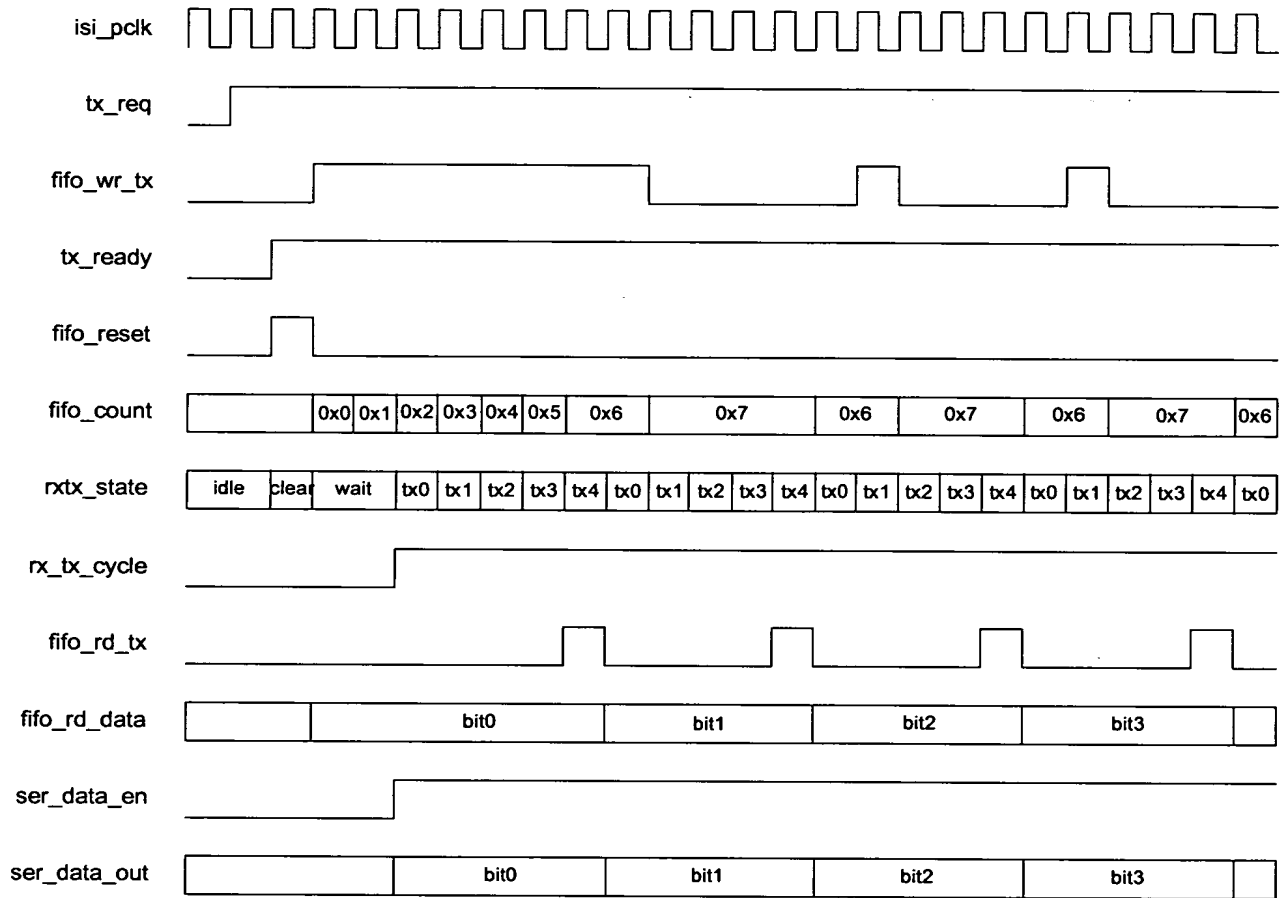 isi_pclk
tx_req
fifo_wr_tx
tx_ready
fifo_reset
fifo_count 0x0 0x1 0x2 0x3 0x4 0x5 0x6 0x7 0x6 0x7 0x6 0x7 0x6
rxtx_state idle clear wait tx0 tx1 tx2 tx3 tx4 tx0 tx1 tx2 tx3 tx4 tx0 tx1 tx2 tx3 tx4 tx0 tx1 tx2 tx3 tx4 tx0
rx_tx_cycle
fifo_rd_tx
fifo_rd_data bit0 bit1 bit2 bit3
ser_data_en
ser_data_out bit0 bit1 bit2 bit3